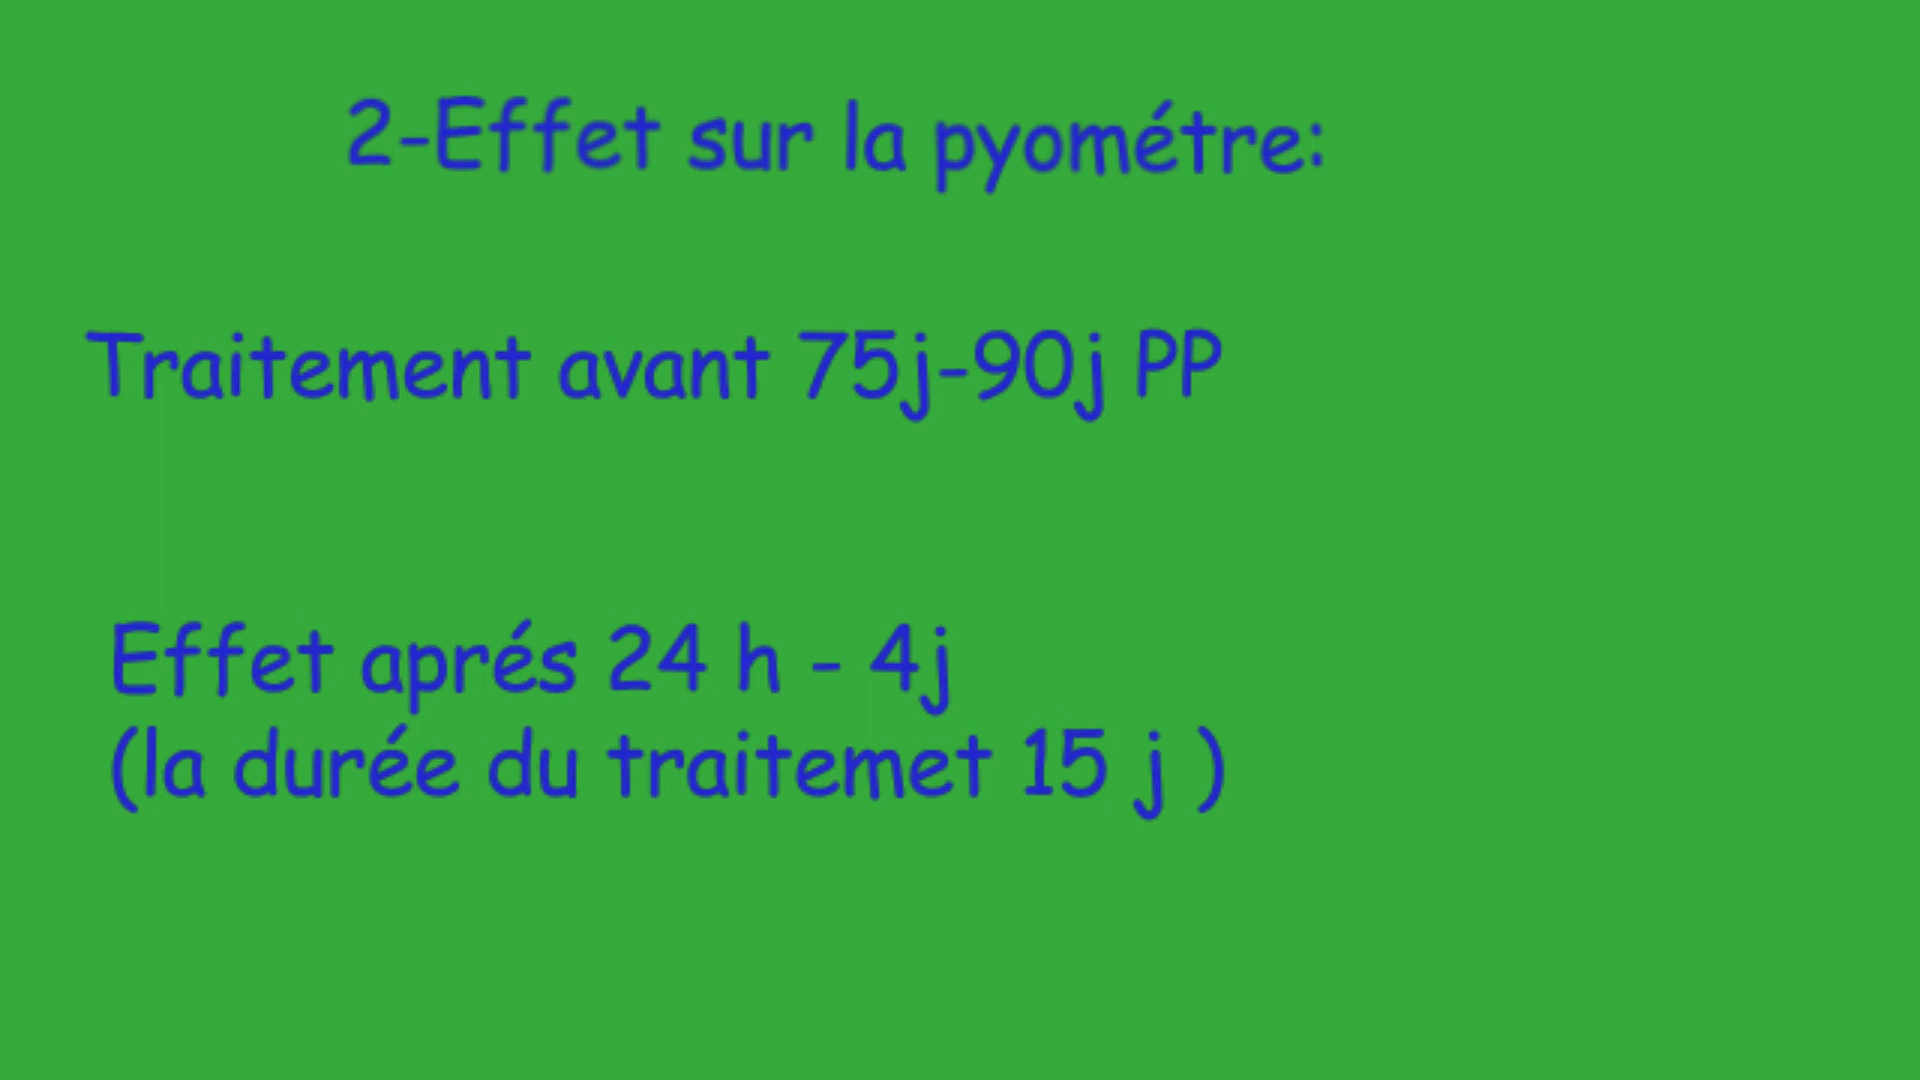 2-Effet sur la pyométre:
Traitement avant 75j-90j PP
Effet aprés 24 h - 4j
(la durée du traitemet 15 j )